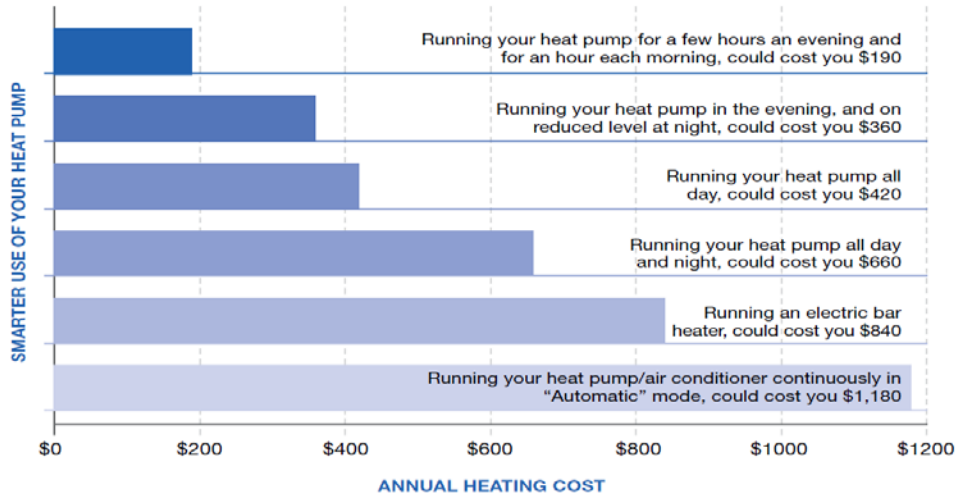 SMARTER USE OF YOUR HEAT PUMP
Running your heat pump for a few hours an evening and
for an hour each morning, could cost you $190
Running your heat pump in the evening, and on
reduced level at night, could cost you $360
Running your heat pump all
day, could cost you $420
Running your heat pump all day
and night, could cost you $660
Running an electric bar
heater, could cost you $840
Running your heat pump/air conditioner continuously in
“Automatic” mode, could cost you $1,180
$0 $200 $400 $600 $800 $1000 $1200
ANNUAL HEATING COST